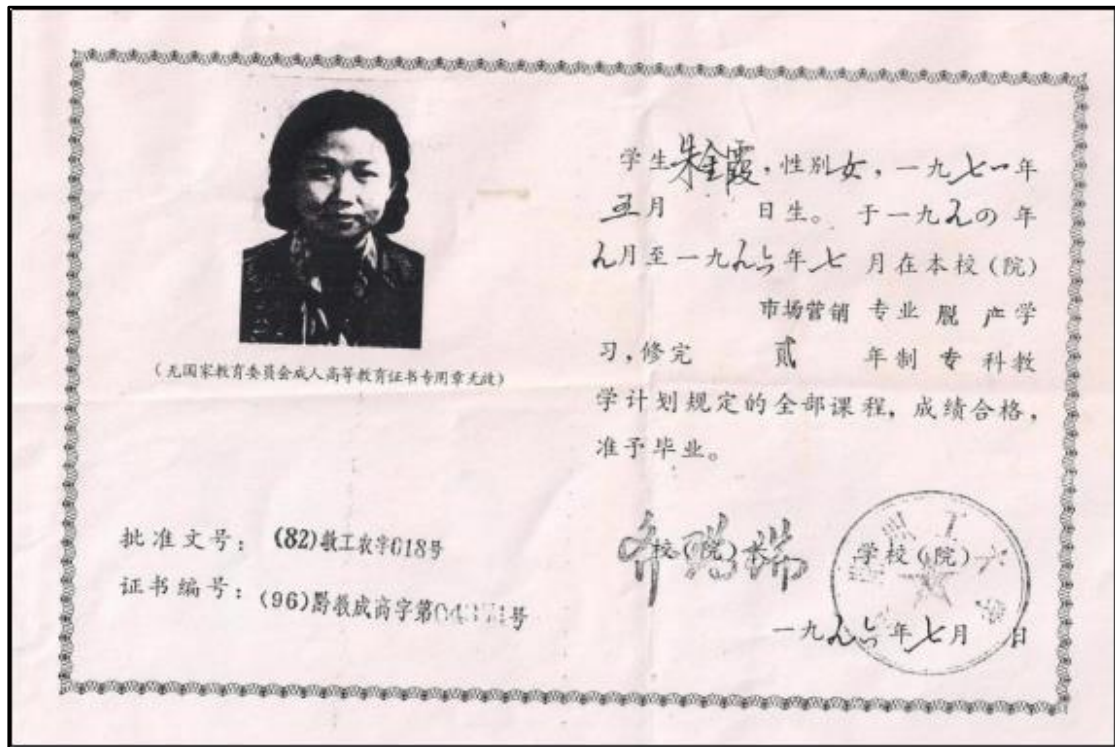 (无国家教育委员会成人高等教育证书专用章无效)
批准文号： (82)教工农字018号
证书编号： (96)黔教成高字第号
学生朱金霞,性别女,一九七一年
五月 日生。于一九九四年
九月至一九九六年七月在本校(院)
市场营销 专业 脱 产学
习,修完 贰 年制 专 科教
学计划规定的全部课程,成绩合格,
准予毕业。
校(院)长
学校(院)
一九九六年七月 日